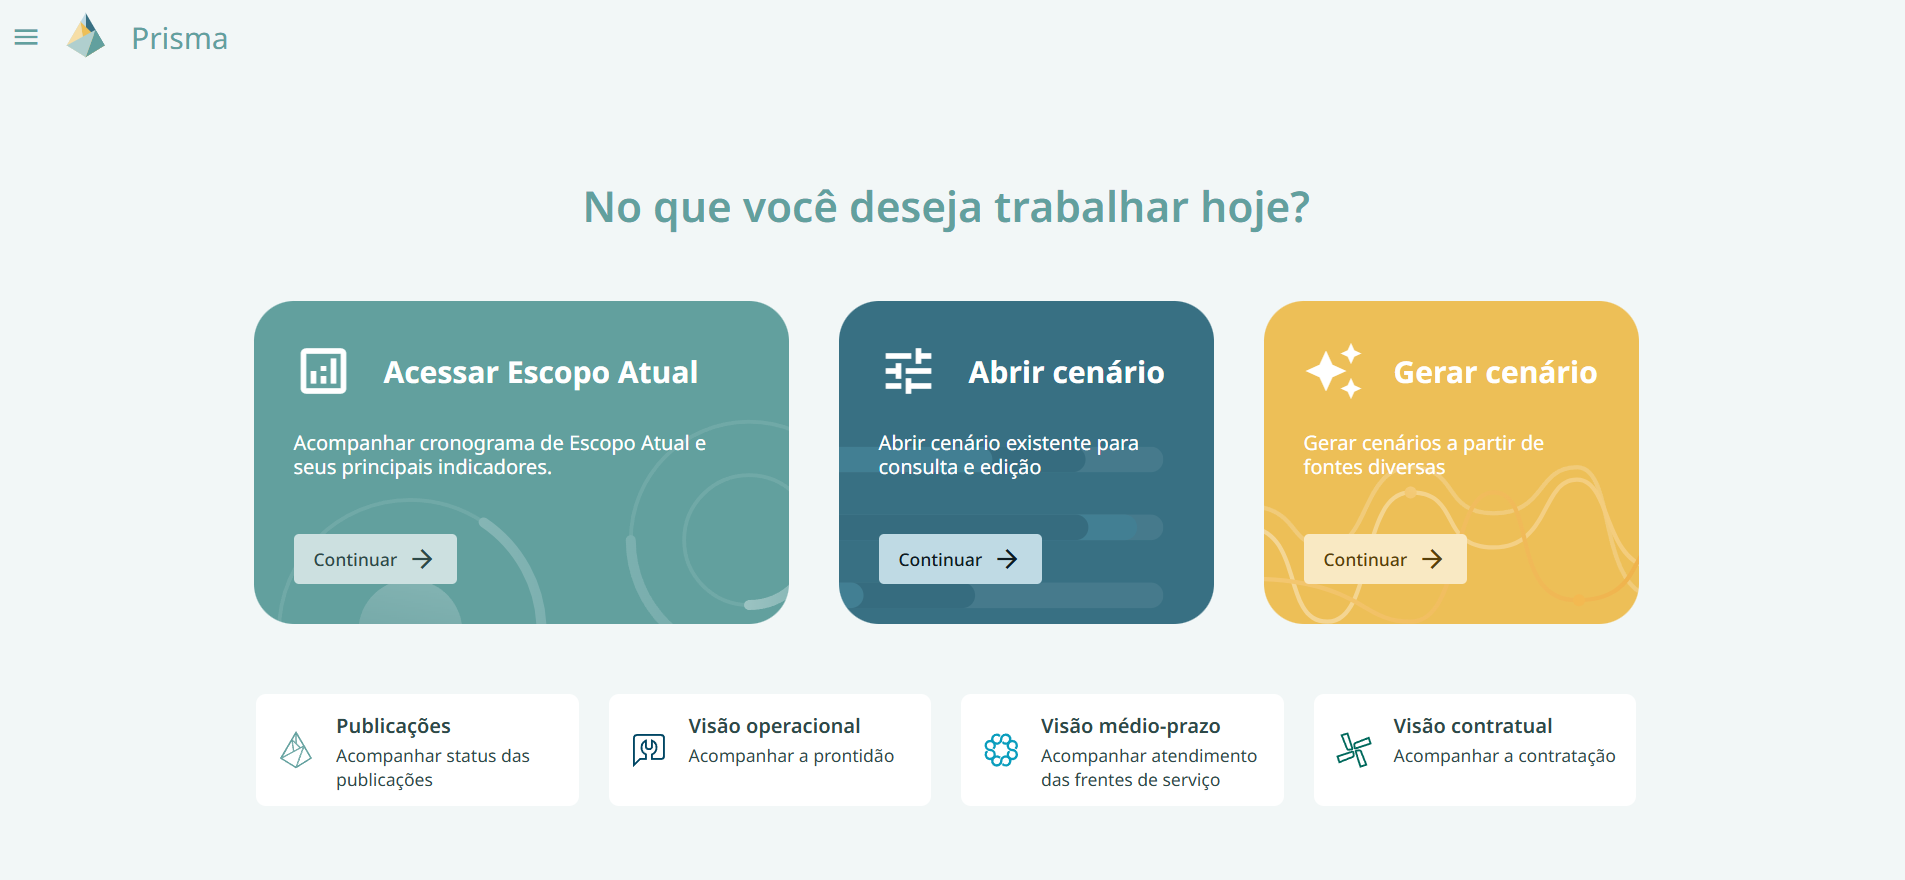 Prisma
No que você deseja trabalhar hoje?
Acessar Escopo Atual
Acompanhar cronograma de Escopo Atual e
seus principais indicadores.
Continuar
Abrir cenário
Abrir cenário existente para
consulta e edição
Continuar
Gerar cenário
Gerar cenários a partir de
fontes diversas
Continuar
Publicações
Acompanhar status das
publicações
Visão operacional
Acompanhar a prontidão
Visão médio-prazo
Acompanhar atendimento
das frentes de serviço
Visão contratual
Acompanhar a contratação